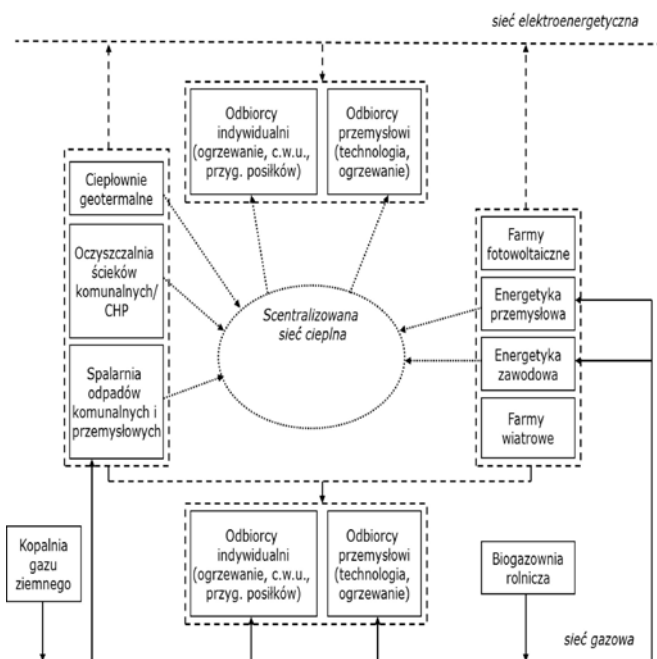 sieć elektroenergetyczna
Odbiorcy
indywidualni
(ogrzewanie, c.w.u.,
przyg. posiłków)
Odbiorcy
przemysłowi
(technologia,
ogrzewanie)
Ciepłownie
geotermalne
Oczyszczalnia
ścieków
komunalnych/
CHP
Spalarnia
odpadów
komunalnych i
przemysłowych
Scentralizowana
sieć cieplna
Farmy
fotowoltaiczne
Energetyka
przemysłowa
Energetyka
zawodowa
Farmy
wiatrowe
Kopalnia
gazu
ziemnego
Odbiorcy
indywidualni
(ogrzewanie, c.w.u.,
przyg. posiłków)
Odbiorcy
przemysłowi
(technologia,
ogrzewanie)
Biogazownia
rolnicza
sieć gazowa